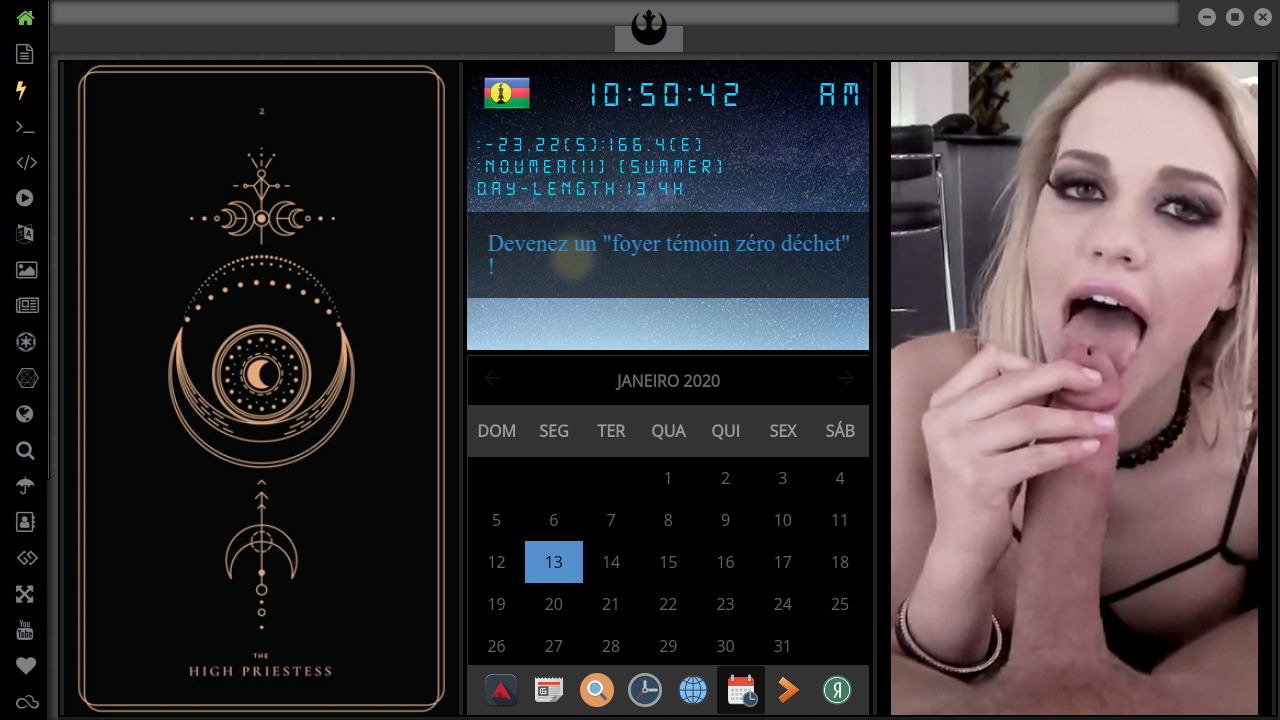 2
THE
HIGH PRIESTESS
10:50:42 AM
:-23.22(S):166.4(E)
:NOUMEA(11) (SUMMER)
DAY-LENGTH:13.4H
Devenez un "foyer témoin zéro déchet"
!
JANEIRO 2020
DOM SEG TER QUA QUI SEX SÁB
1 2 3 4
5 6 7 8 9 10 11
12 13 14 15 16 17 18
19 20 21 22 23 24 25
26 27 28 29 30 31
You
Tube
Я